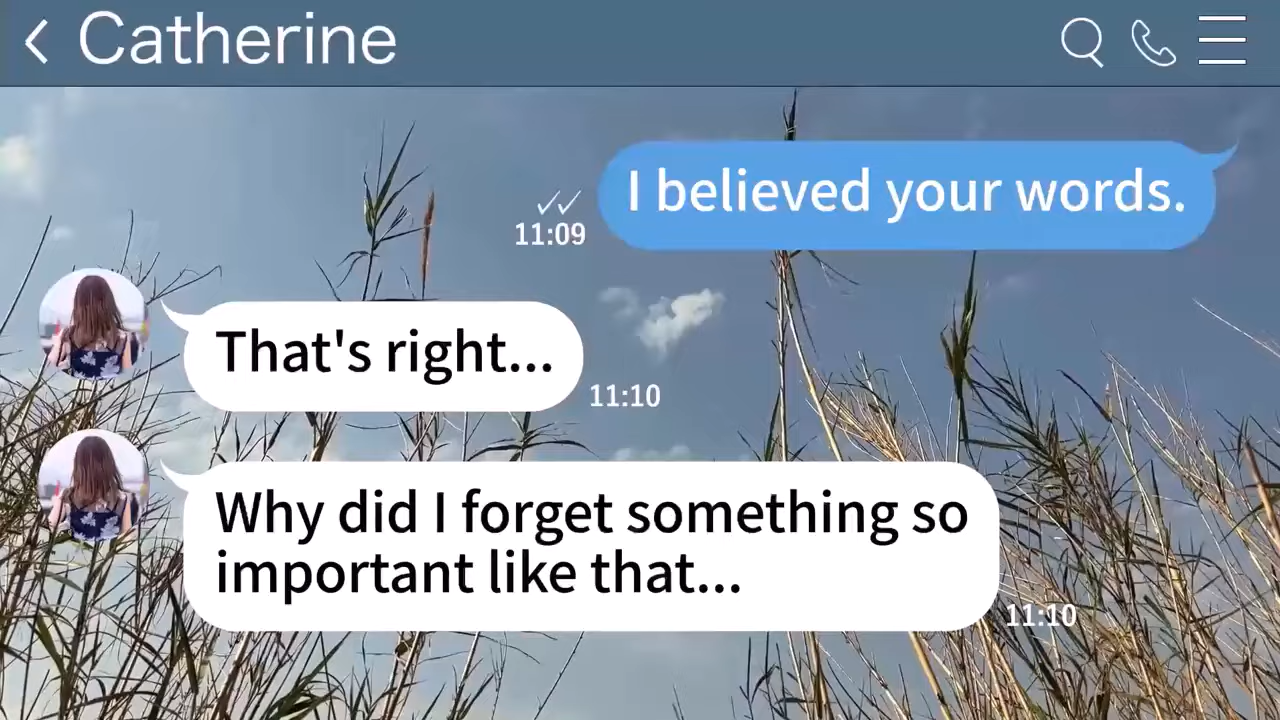 Catherine
I believed your words.
11:09
That's right...
11:10
Why did I forget something so
important like that...
11:10